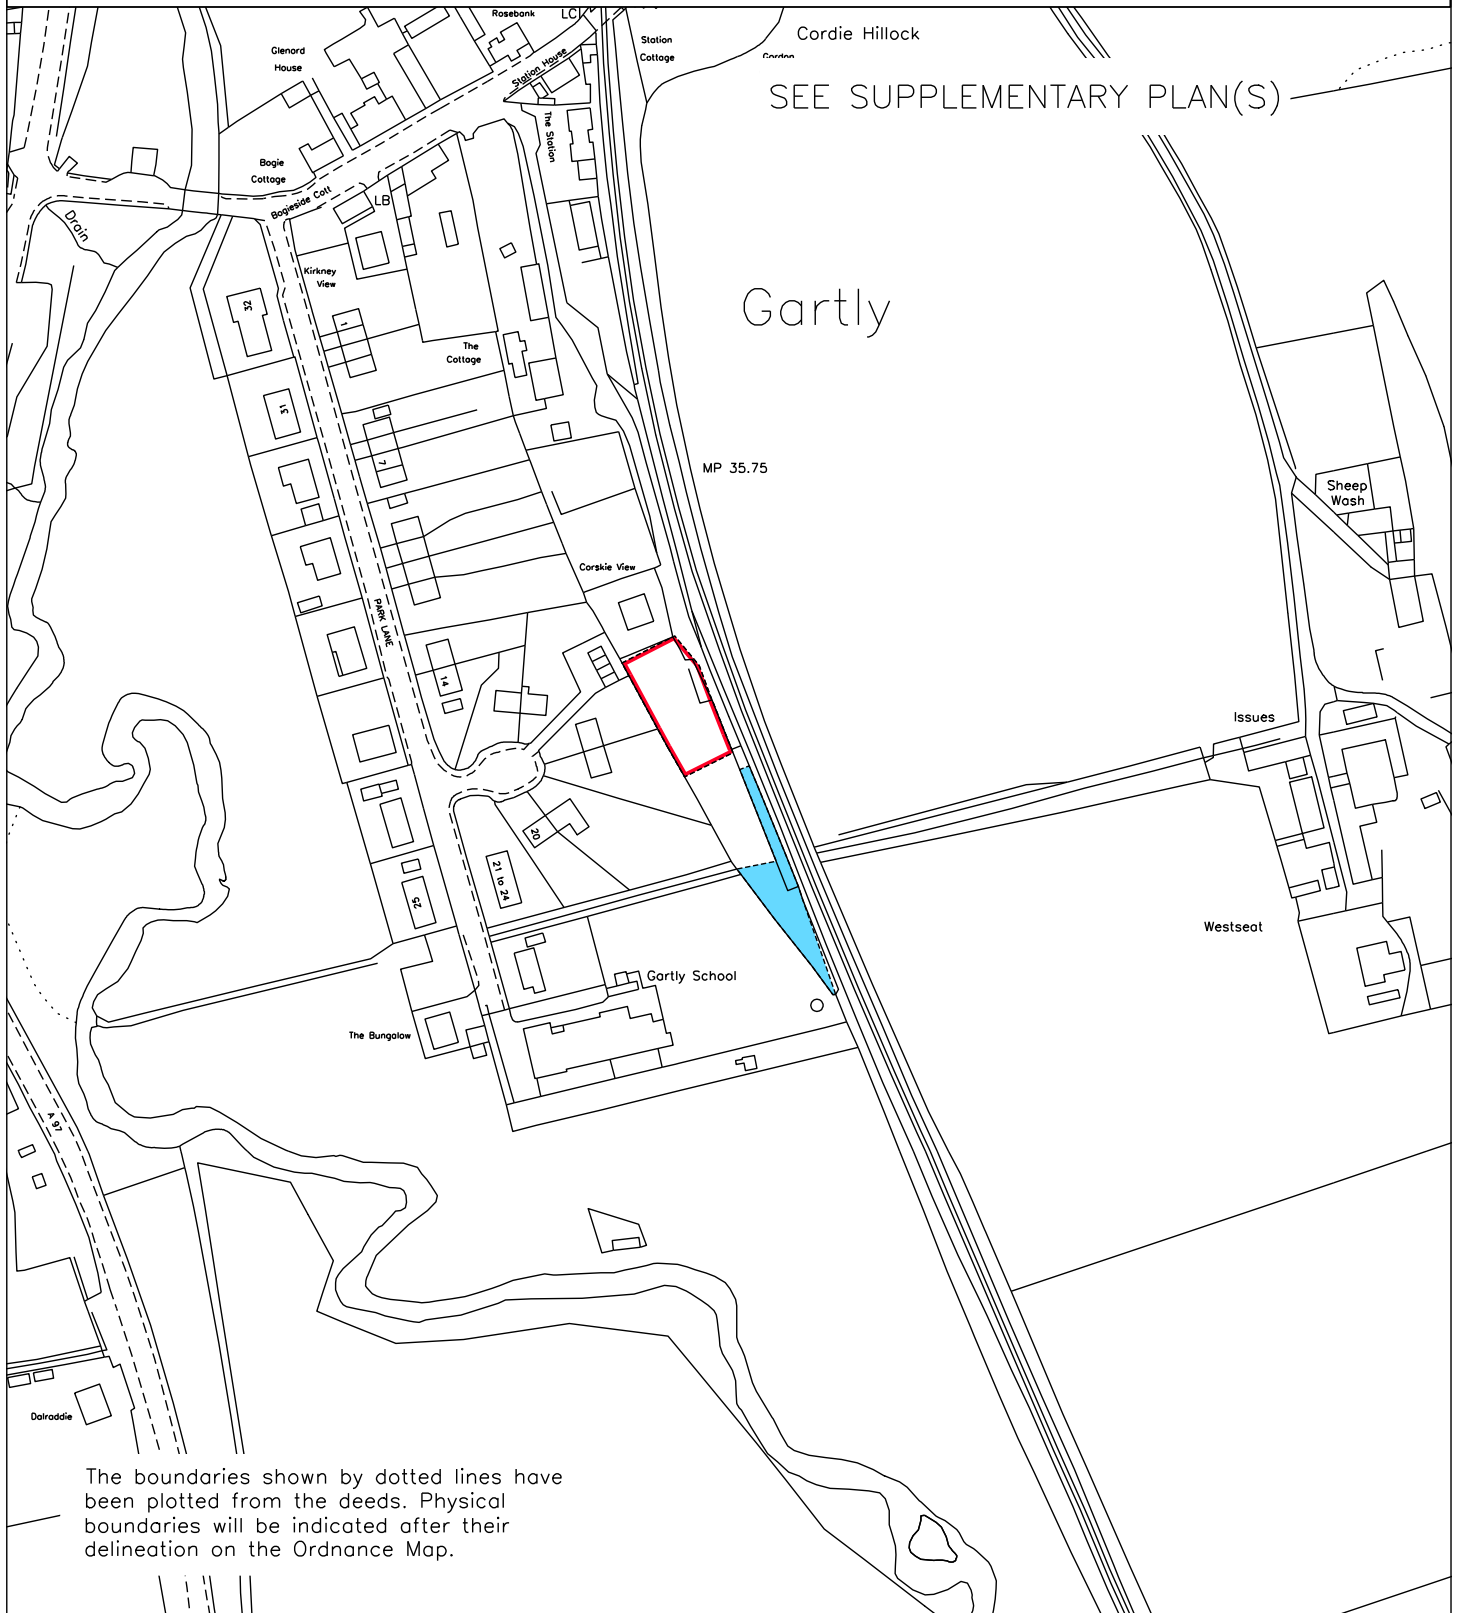 Rosebank
LC
Cordie Hillock
Station
Cottage
Glenord
House
Station House
SEE SUPPLEMENTARY PLAN(S)
The Station
Bogie
Cottage
Bogieside Cott
LB
Drain
Kirkney
View
32
1
Gartly
The
Cottage
31
7
MP 35.75
Sheep
Wash
Corskie View
PARK LANE
14
Issues
20
21 to 24
25
Westseat
Gartly School
The Bungalow
A 97
Dalraddie
The boundaries shown by dotted lines have
been plotted from the deeds. Physical
boundaries will be indicated after their
delineation on the Ordnance Map.